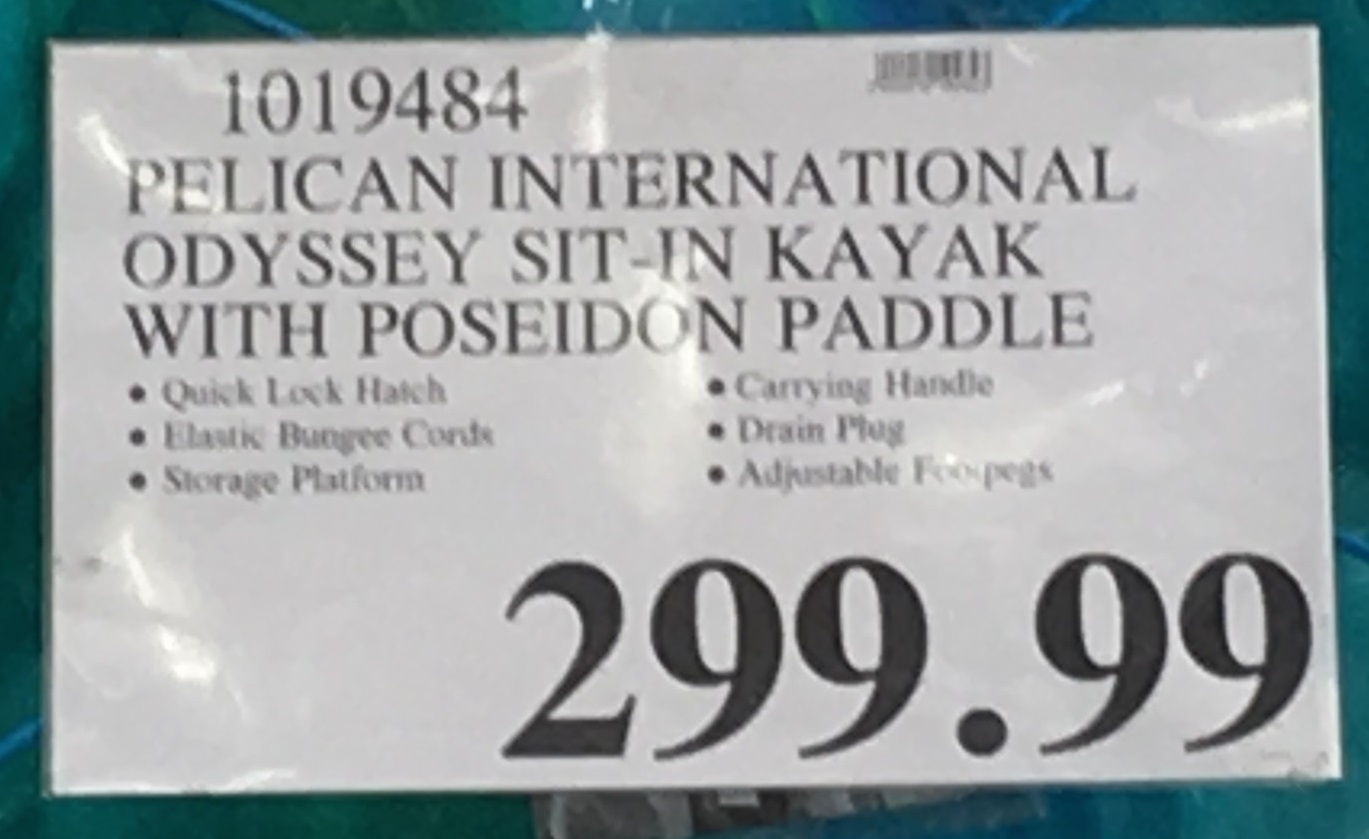 1019484
PELICAN INTERNATIONAL
ODYSSEY SIT-IN KAYAK
WITH POSEIDON PADDLE
• Quick Lock Hatch
• Elastic Bungee Cords
• Storage Platform
• Carrying Handle
• Drain Plug
• Adjustable Footpegs
299.99